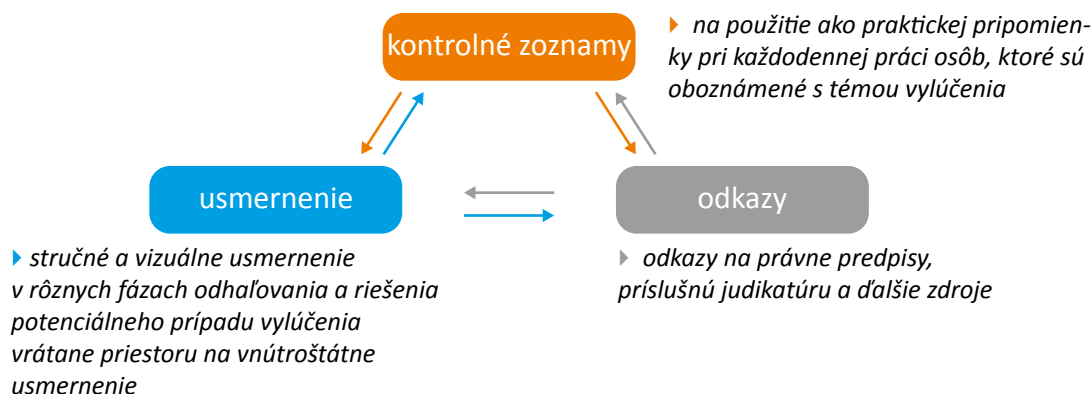 kontrolné zoznamy
na použitie ako praktickej pripomien-
ky pri každodennej práci osôb, ktoré sú
oboznámené s témou vylúčenia
usmernenie
odkazy
stručné a vizuálne usmernenie
v rôznych fázach odhaľovania a riešenia
potenciálneho prípadu vylúčenia
vrátane priestoru na vnútroštátne
usmernenie
odkazy na právne predpisy,
príslušnú judikatúru a ďalšie zdroje